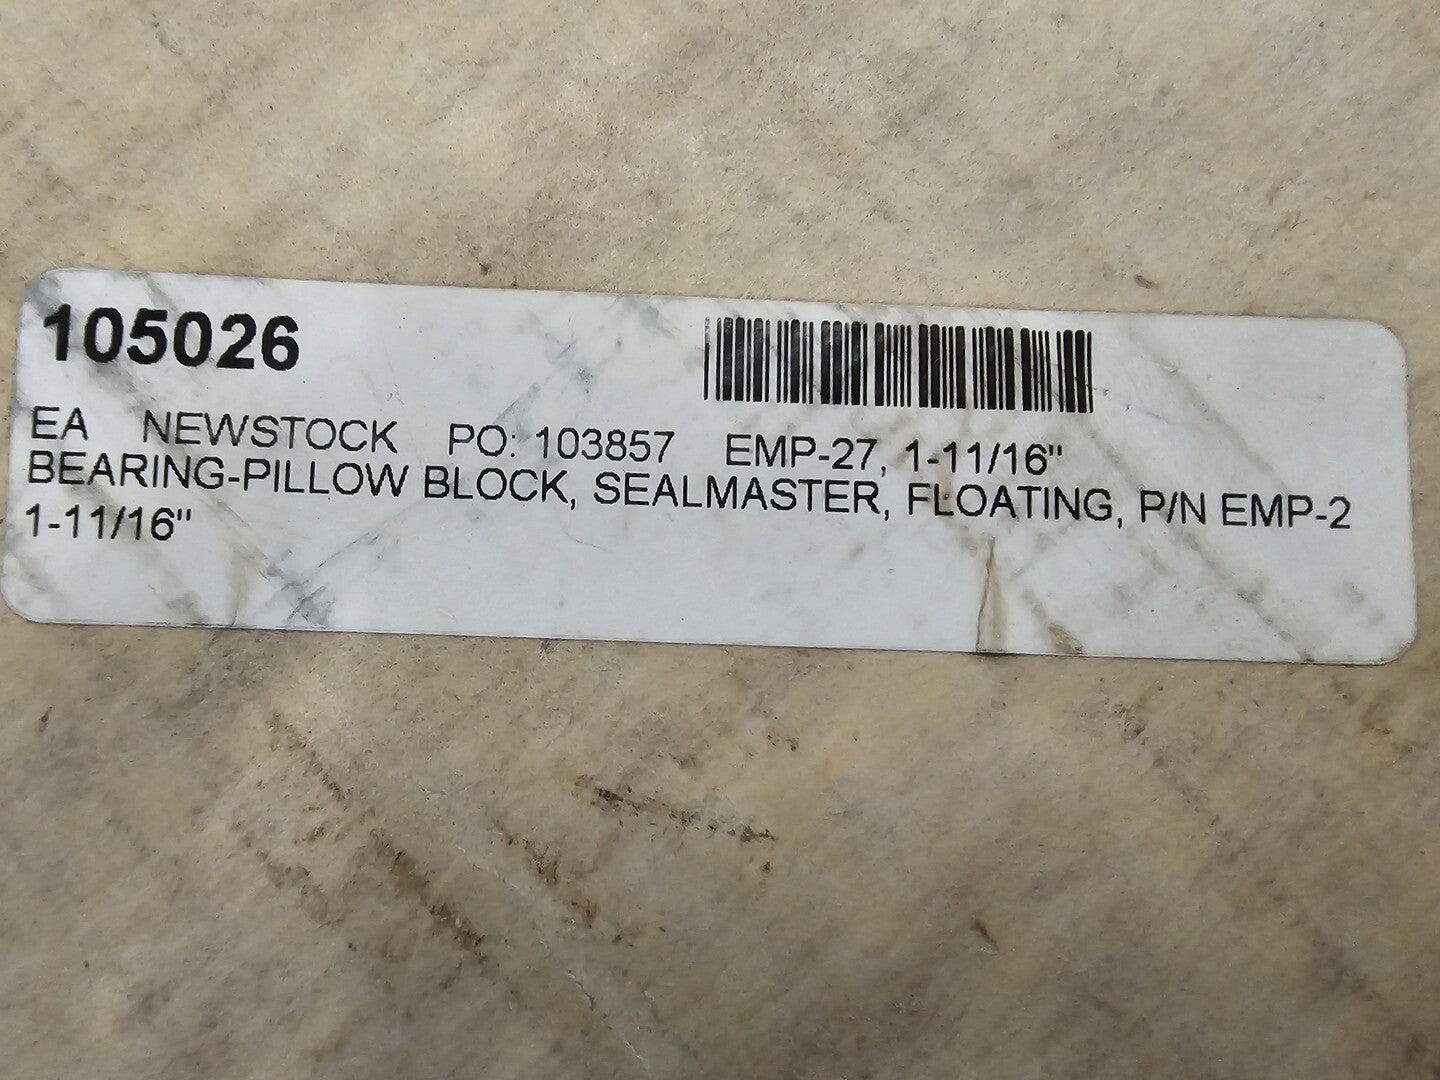 105026
EA NEWSTOCK PO: 103857 EMP-27, 1-11/16"
BEARING-PILLOW BLOCK, SEALMASTER, FLOATING, P/N EMP-2
1-11/16"